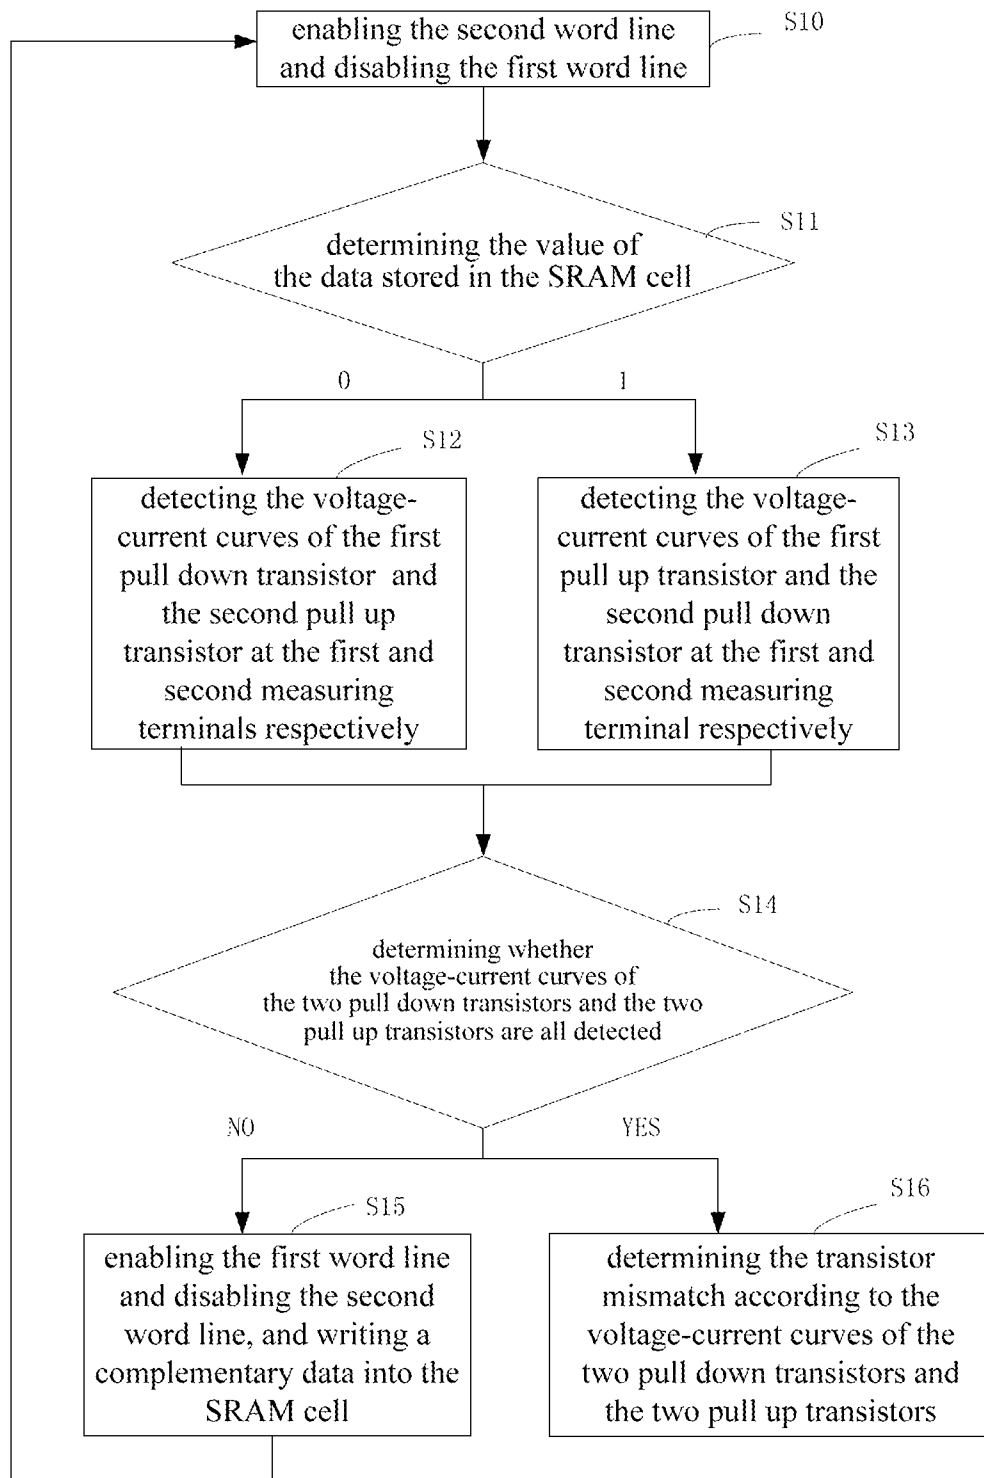 enabling the second word line
and disabling the first word line
S10
determining the value of
the data stored in the SRAM cell
S11
0
1
S12
S13
detecting the voltage-
current curves of the first
pull down transistor and
the second pull up
transistor at the first and
second measuring
terminals respectively
detecting the voltage-
current curves of the first
pull up transistor and the
second pull down
transistor at the first and
second measuring
terminal respectively
S14
determining whether
the voltage-current curves of
the two pull down transistors and the two
pull up transistors are all detected
NO
YES
S15
S16
enabling the first word line
and disabling the second
word line, and writing a
complementary data into the
SRAM cell
determining the transistor
mismatch according to the
voltage-current curves of the
two pull down transistors and
the two pull up transistors